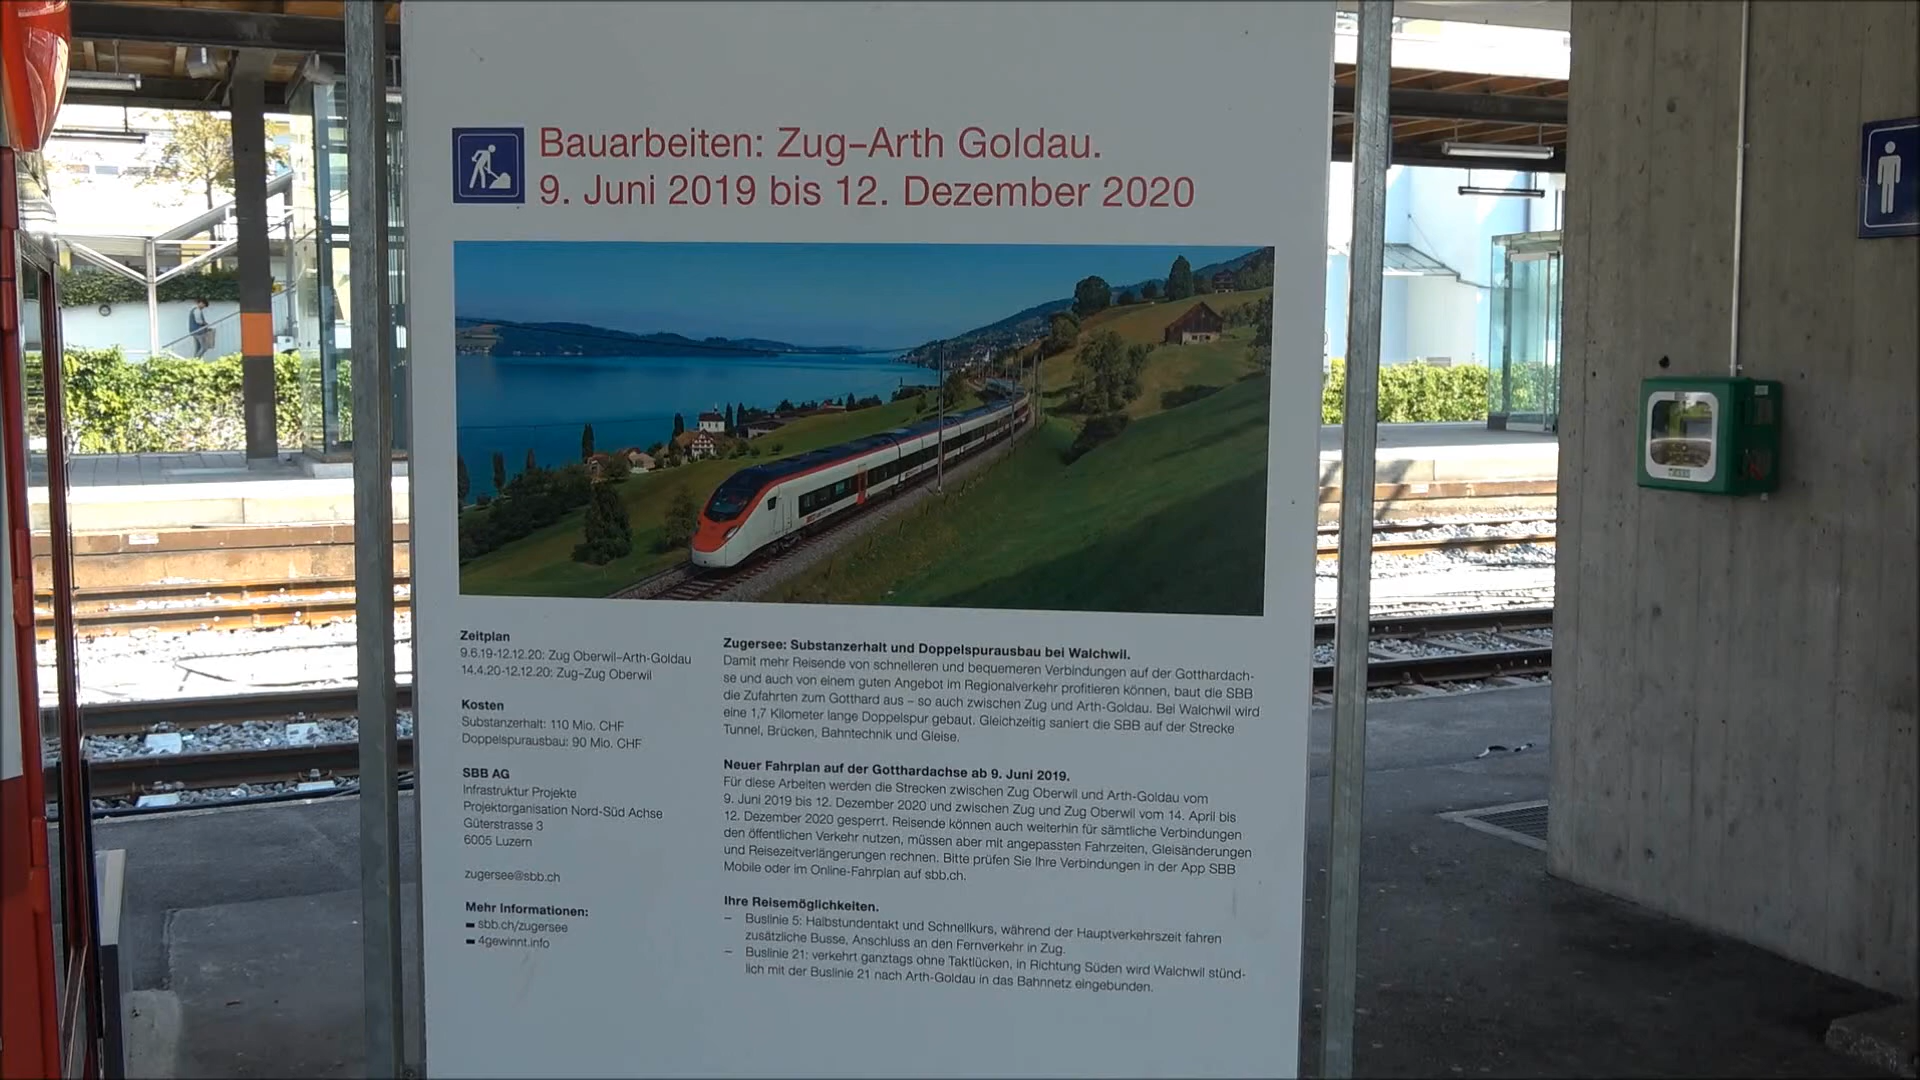 Bauarbeiten: Zug–Arth Goldau.
9. Juni 2019 bis 12. Dezember 2020
Zeitplan
9.6.19-12.12.20: Zug Oberwil–Arth-Goldau
14.4.20-12.12.20: Zug–Zug Oberwil
Kosten
Substanzerhalt: 110 Mio. CHF
Doppelspurausbau: 90 Mio. CHF
SBB AG
Infrastruktur Projekte
Projektorganisation Nord-Süd Achse
Güterstrasse 3
6005 Luzern
zugersee@sbb.ch
Mehr Informationen:
sbb.ch/zugersee
4gewinnt.info
Zugersee: Substanzerhalt und Doppelspurausbau bei Walchwil.
Damit mehr Reisende von schnelleren und bequemeren Verbindungen auf der Gotthardach-
se und auch von einem guten Angebot im Regionalverkehr profitieren können, baut die SBB
die Zufahrten zum Gotthard aus – so auch zwischen Zug und Arth-Goldau. Bei Walchwil wird
eine 1,7 Kilometer lange Doppelspur gebaut. Gleichzeitig saniert die SBB auf der Strecke
Tunnel, Brücken, Bahntechnik und Gleise.
Neuer Fahrplan auf der Gotthardachse ab 9. Juni 2019.
Für diese Arbeiten werden die Strecken zwischen Zug Oberwil und Arth-Goldau vom
9. Juni 2019 bis 12. Dezember 2020 und zwischen Zug und Zug Oberwil vom 14. April bis
12. Dezember 2020 gesperrt. Reisende können auch weiterhin für sämtliche Verbindungen
den öffentlichen Verkehr nutzen, müssen aber mit angepassten Fahrzeiten, Gleisänderungen
und Reisezeitverlängerungen rechnen. Bitte prüfen Sie Ihre Verbindungen in der App SBB
Mobile oder im Online-Fahrplan auf sbb.ch.
Ihre Reisemöglichkeiten.
– Buslinie 5: Halbstundentakt und Schnellkurs, während der Hauptverkehrszeit fahren
zusätzliche Busse, Anschluss an den Fernverkehr in Zug.
– Buslinie 21: verkehrt ganztags ohne Taktlücken, in Richtung Süden wird Walchwil stünd-
lich mit der Buslinie 21 nach Arth-Goldau in das Bahnnetz eingebunden.